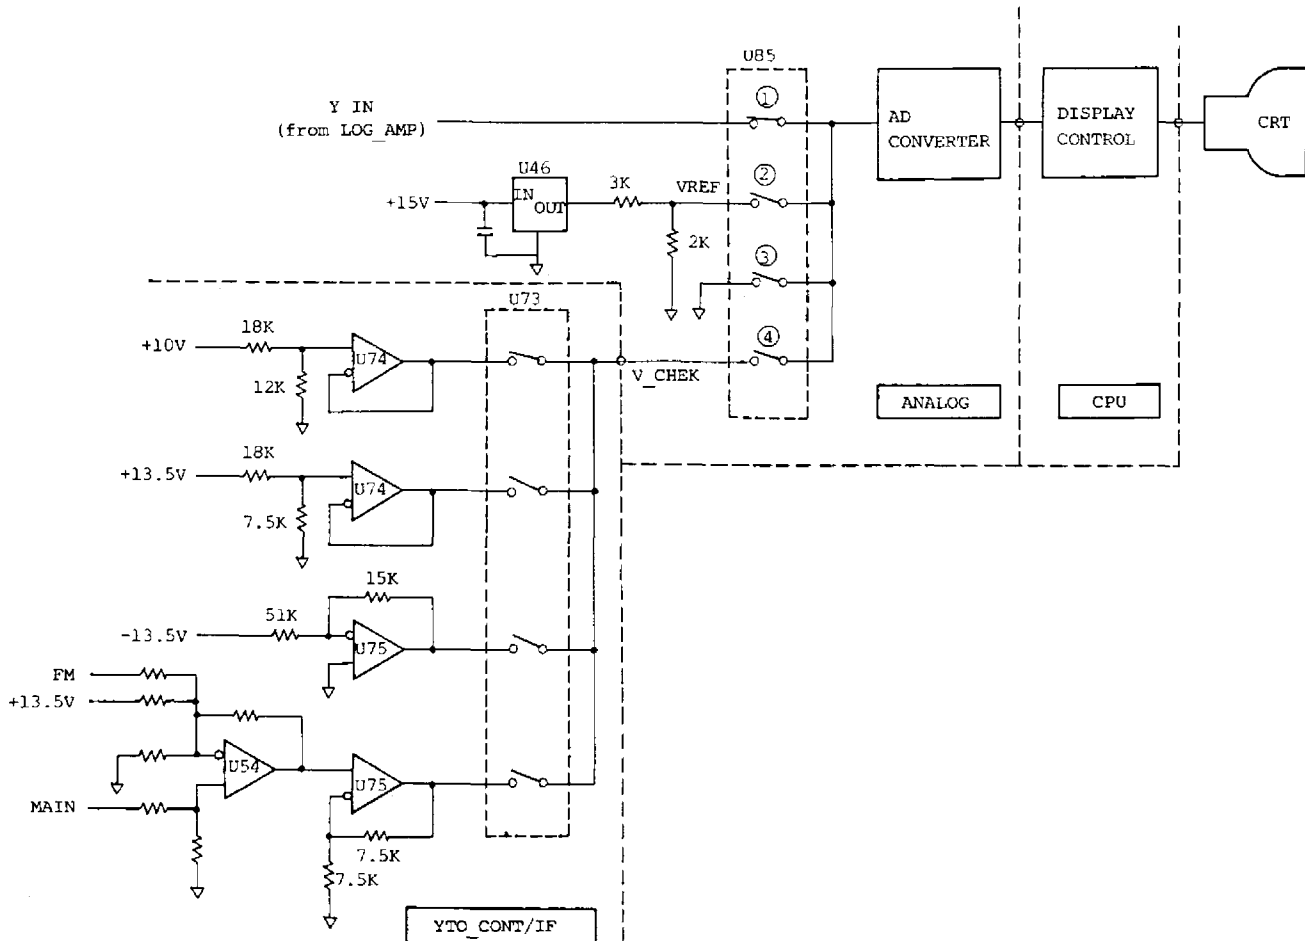 U85
①
Y IN
(from LOG_AMP)
AD
CONVERTER
DISPLAY
CONTROL
CRT
U46
②
3K
VREF
+15V
IN
OUT
2K
③
U73
18K
④
+10V
U74
V_CHEK
12K
ANALOG
CPU
18K
+13.5V
U74
7.5K
15K
51K
-13.5V
U75
FM
+13.5V
U54
U75
MAIN
7.5K
7.5K
YTO_CONT/IF